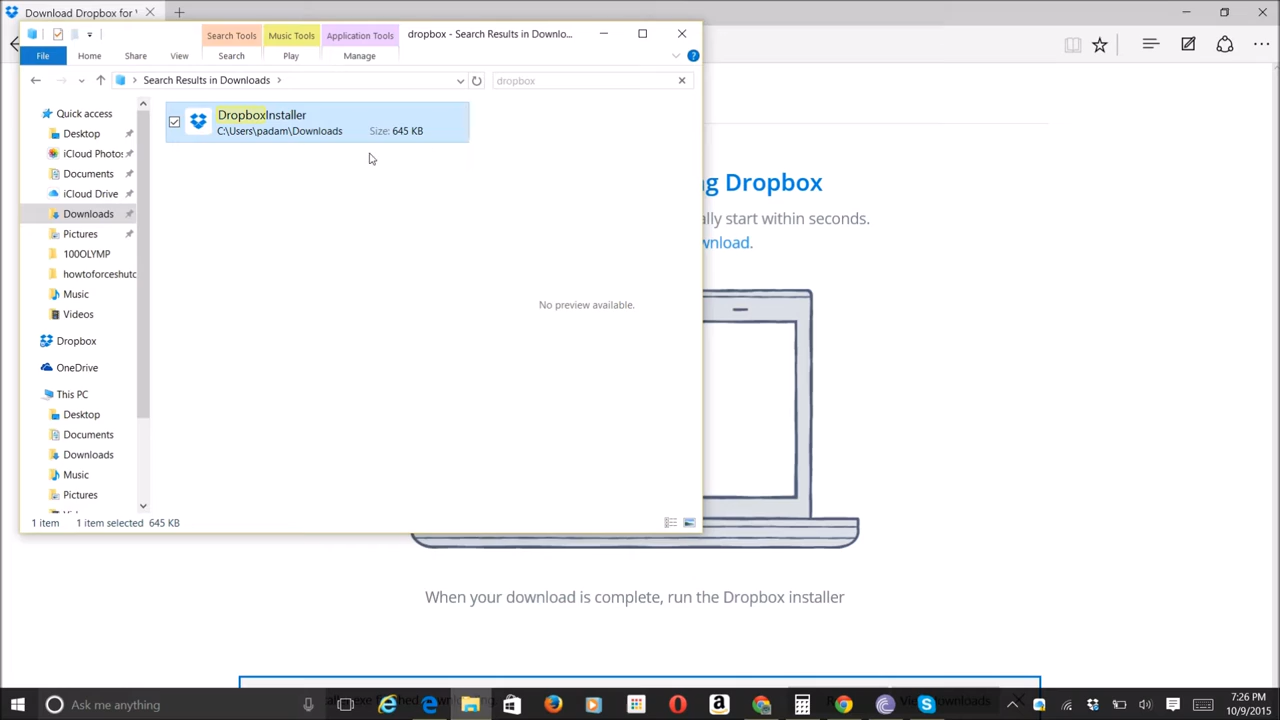 Download Dropbox for
Search Tools
Music Tools
Application Tools
dropbox - Search Results in Downlo...
File
Home
Share
View
Search
Play
Manage
Search Results in Downloads
dropbox
Quick access
Desktop
iCloud Photos
Documents
iCloud Drive
Downloads
Pictures
100OLYMP
howtoforceshutc
Music
Videos
Dropbox
OneDrive
This PC
Desktop
Documents
Downloads
Music
Pictures
DropboxInstaller
C:\Users\padam\Downloads
Size: 645 KB
No preview available.
1 item
1 item selected 645 KB
ng Dropbox
ally start within seconds.
wnload.
When your download is complete, run the Dropbox installer
Ask me anything
7:26 PM
10/9/2015